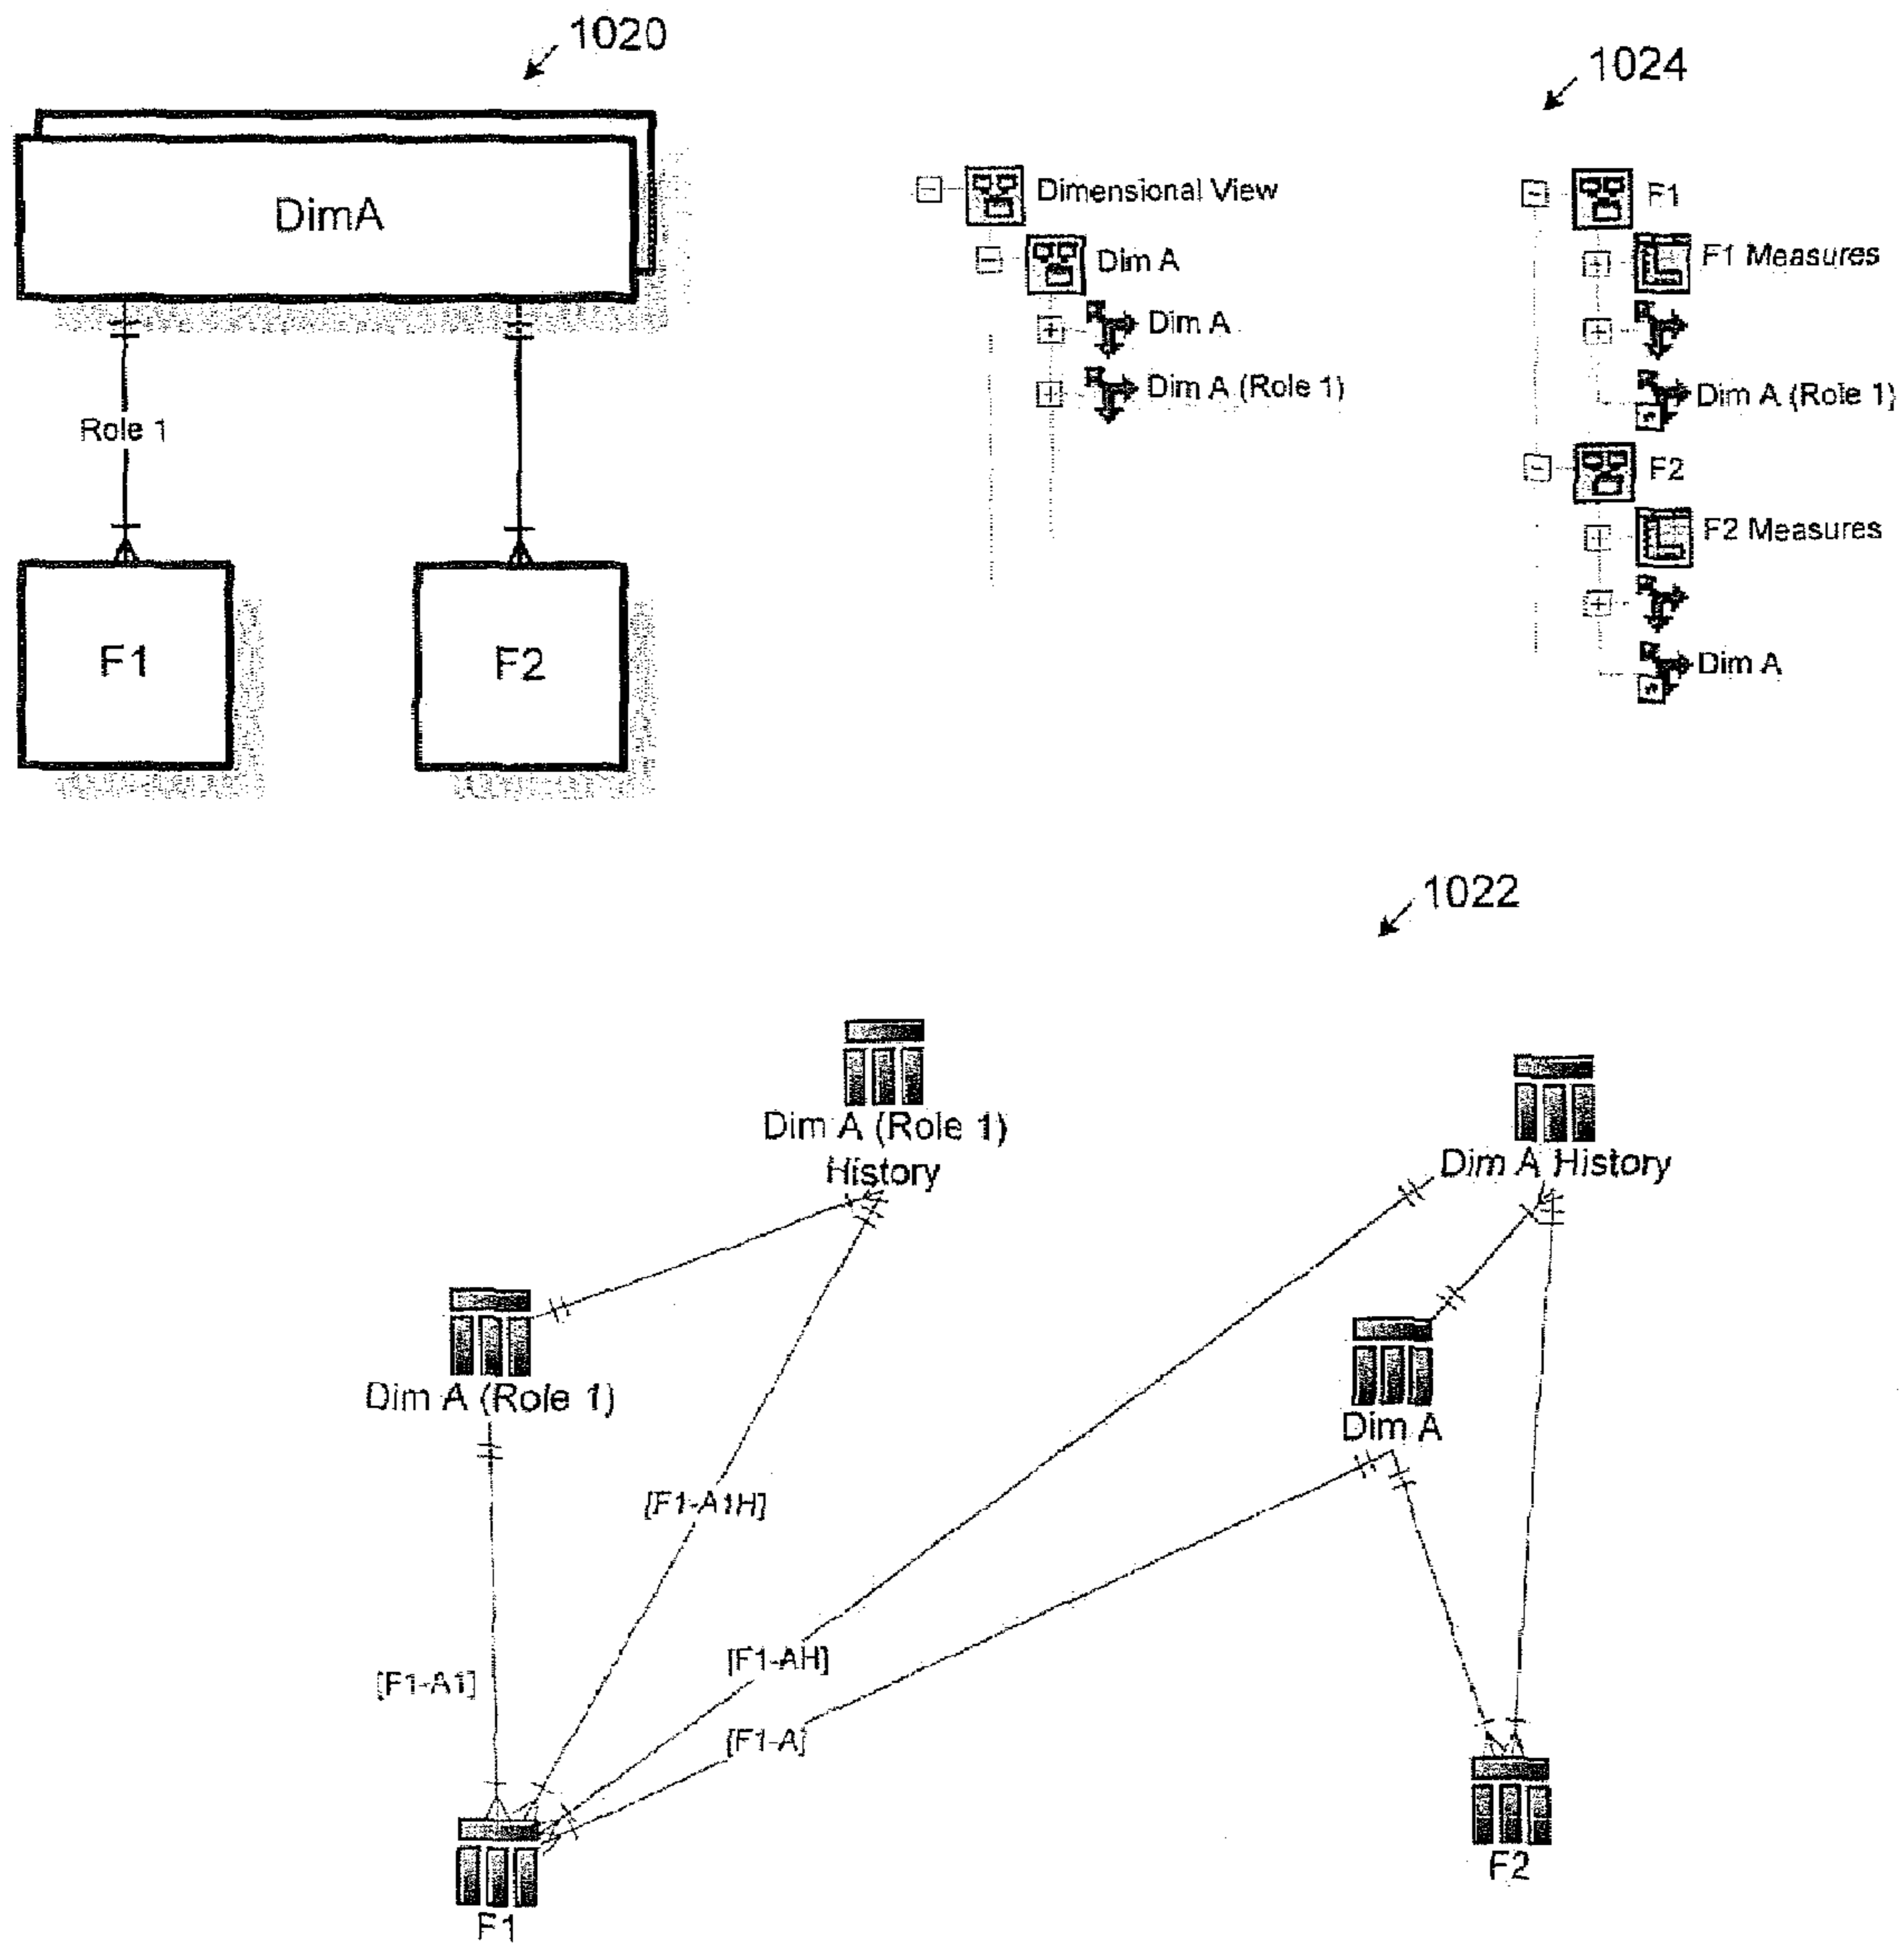 1020
DimA
Role 1
F1
F2
Dimensional View
Dim A
Dim A
Dim A (Role 1)
1024
F1
F1 Measures
Dim A (Role 1)
F2
F2 Measures
Dim A
1022
Dim A (Role 1)
History
Dim A History
Dim A (Role 1)
Dim A
[F1-A1H]
[F1-AH]
[F1-A1]
[F1-A]
F2
F1